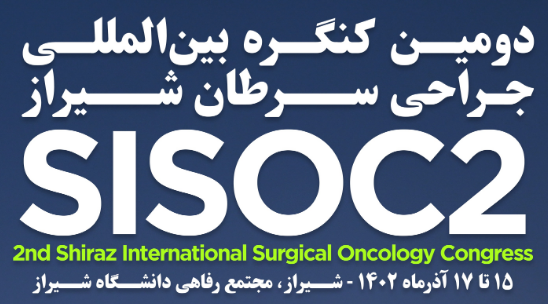 دومین کنگره بین‌المللی
جراحی سرطان شیراز
SISOC2
2nd Shiraz International Surgical Oncology Congress
۱۵ تا ۱۷ آذرماه ۱۴۰۲ - شیراز، مجتمع رفاهی دانشگاه شیراز